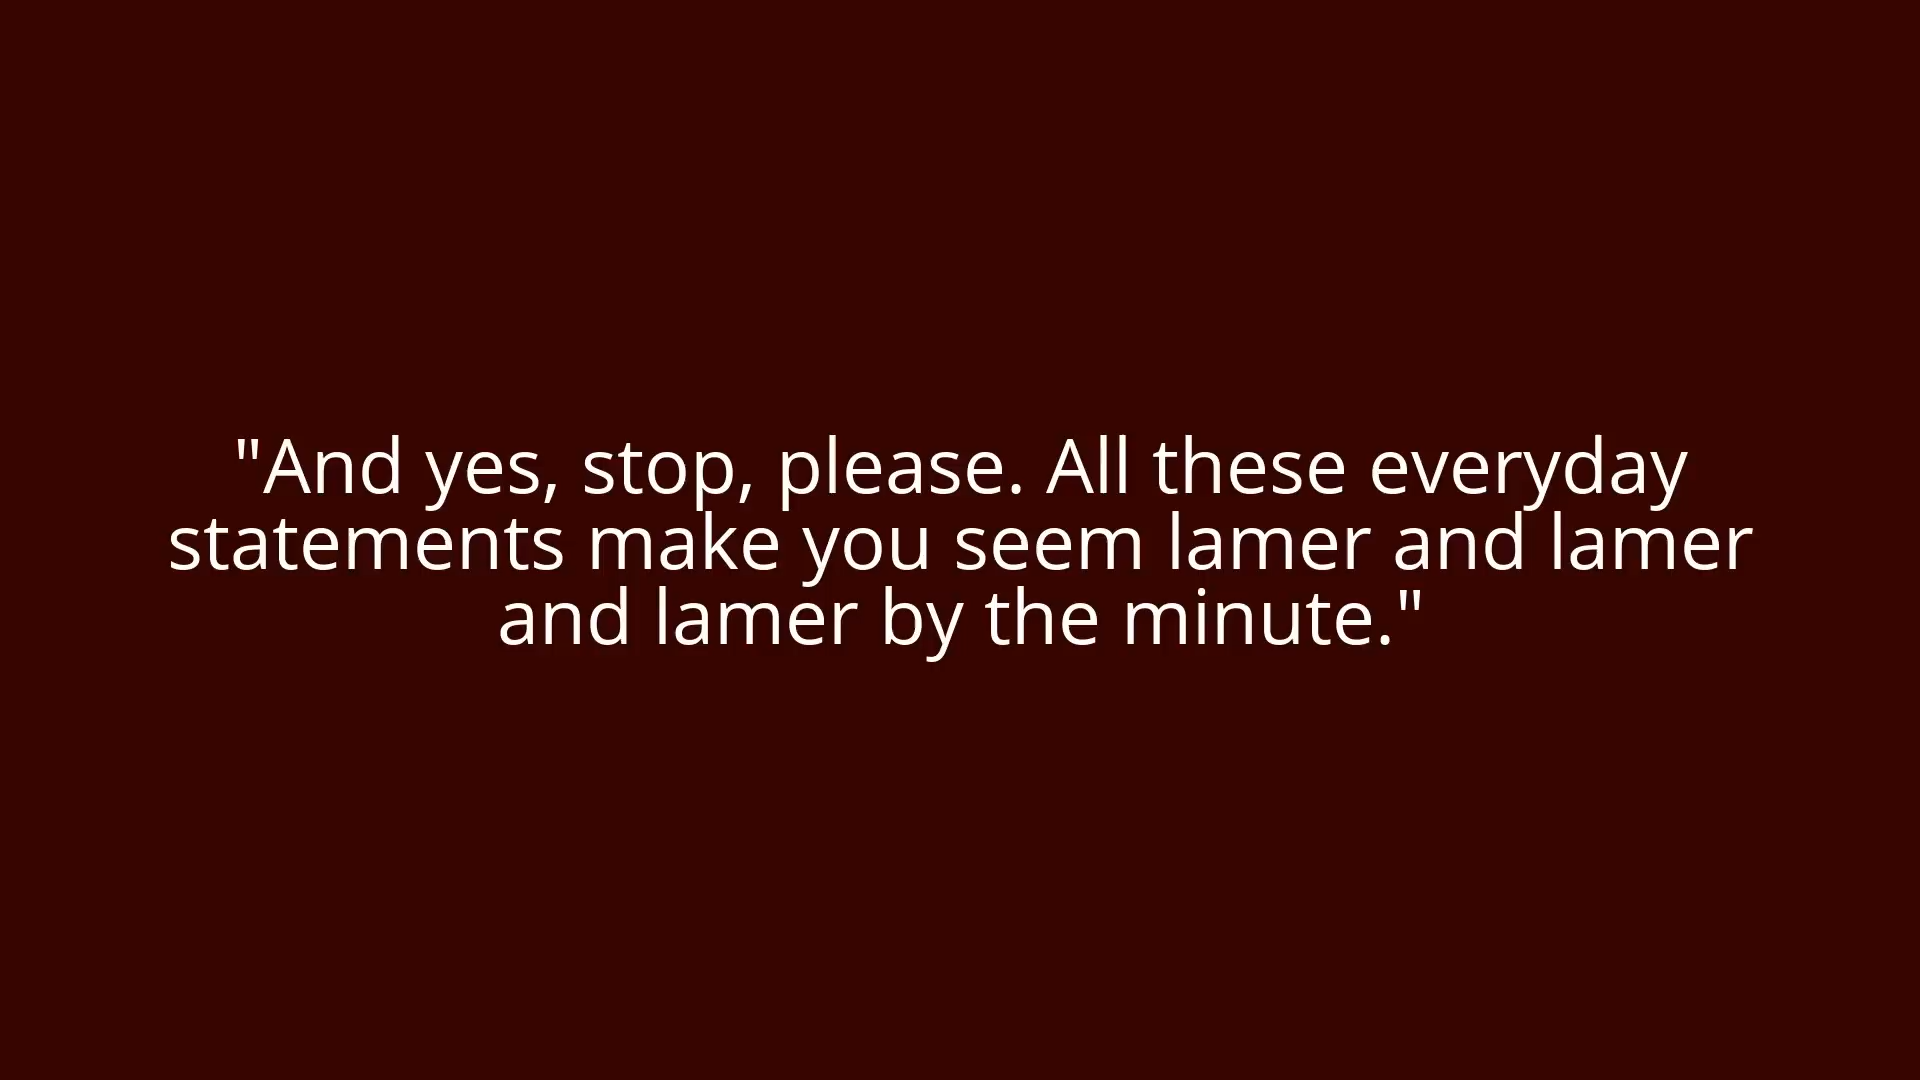 "And yes, stop, please. All these everyday
statements make you seem lamer and lamer
and lamer by the minute."